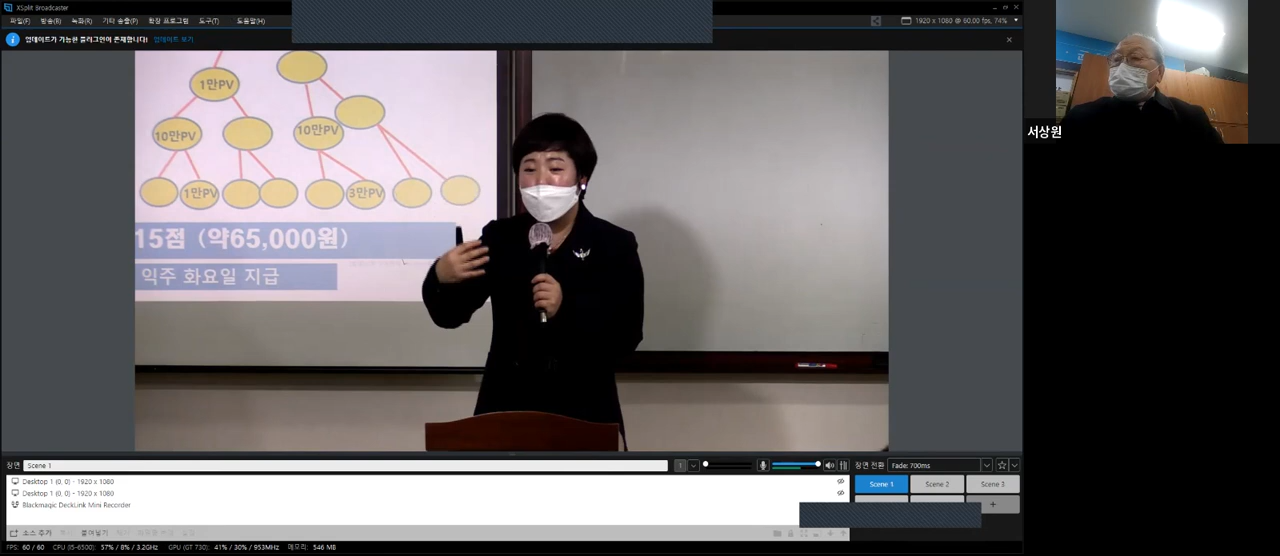 XSplit Broadcaster
파일(F) 방송(B) 녹화(R) 기타 송출(P) 확장 프로그램 도구(T) 도움말(H)
1920 x 1080 @ 60.00 fps, 74%
업데이트가 가능한 플러그인이 존재합니다! 업데이트 보기
1만PV
10만PV 10만PV
1만PV 3만PV
15점 (약65,000원)
익주 화요일 지급
서상원
장면 Scene 1
1
장면 전환 Fade: 700ms
Desktop 1 (0, 0) - 1920 x 1080
Desktop 1 (0, 0) - 1920 x 1080
Blackmagic DeckLink Mini Recorder
Scene 1 Scene 2 Scene 3
소스 추가 붙여넣기
FPS: 60 / 60 CPU (i5-6500): 57% / 8% / 3.2GHz GPU (GT 730): 41% / 30% / 953MHz 메모리: 546 MB